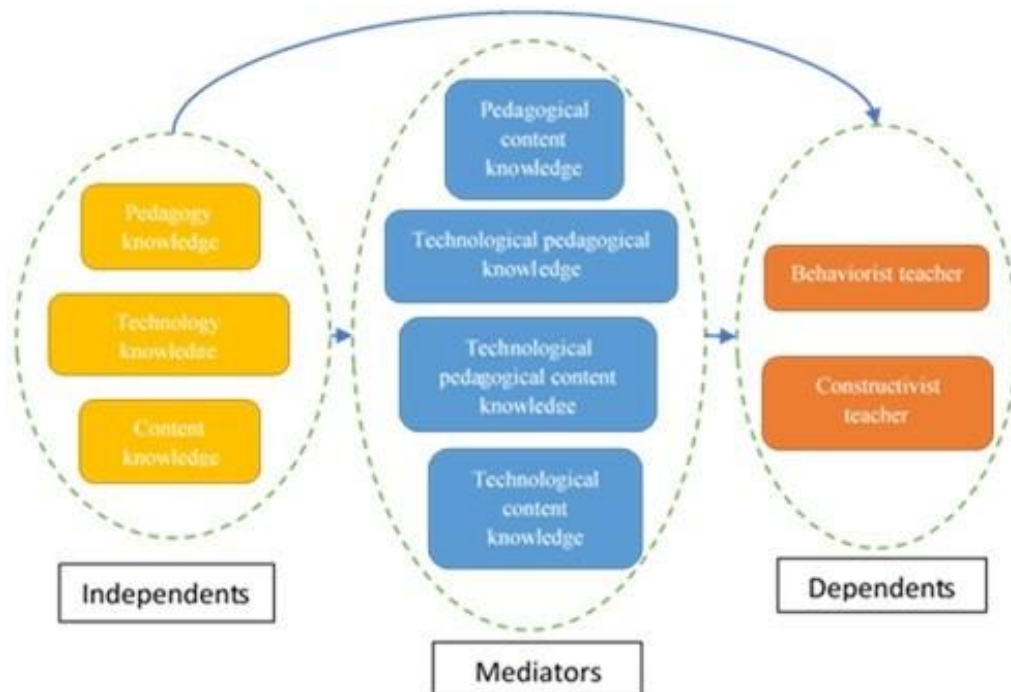 Pedagogy
knowledge
Technology
knowledge
Content
knowledge
Independents
Pedagogical
content
knowledge
Technological pedagogical
knowledge
Technological
pedagogical content
knowledge
Technological
content
knowledge
Mediators
Behaviorist teacher
Constructivist
teacher
Dependents